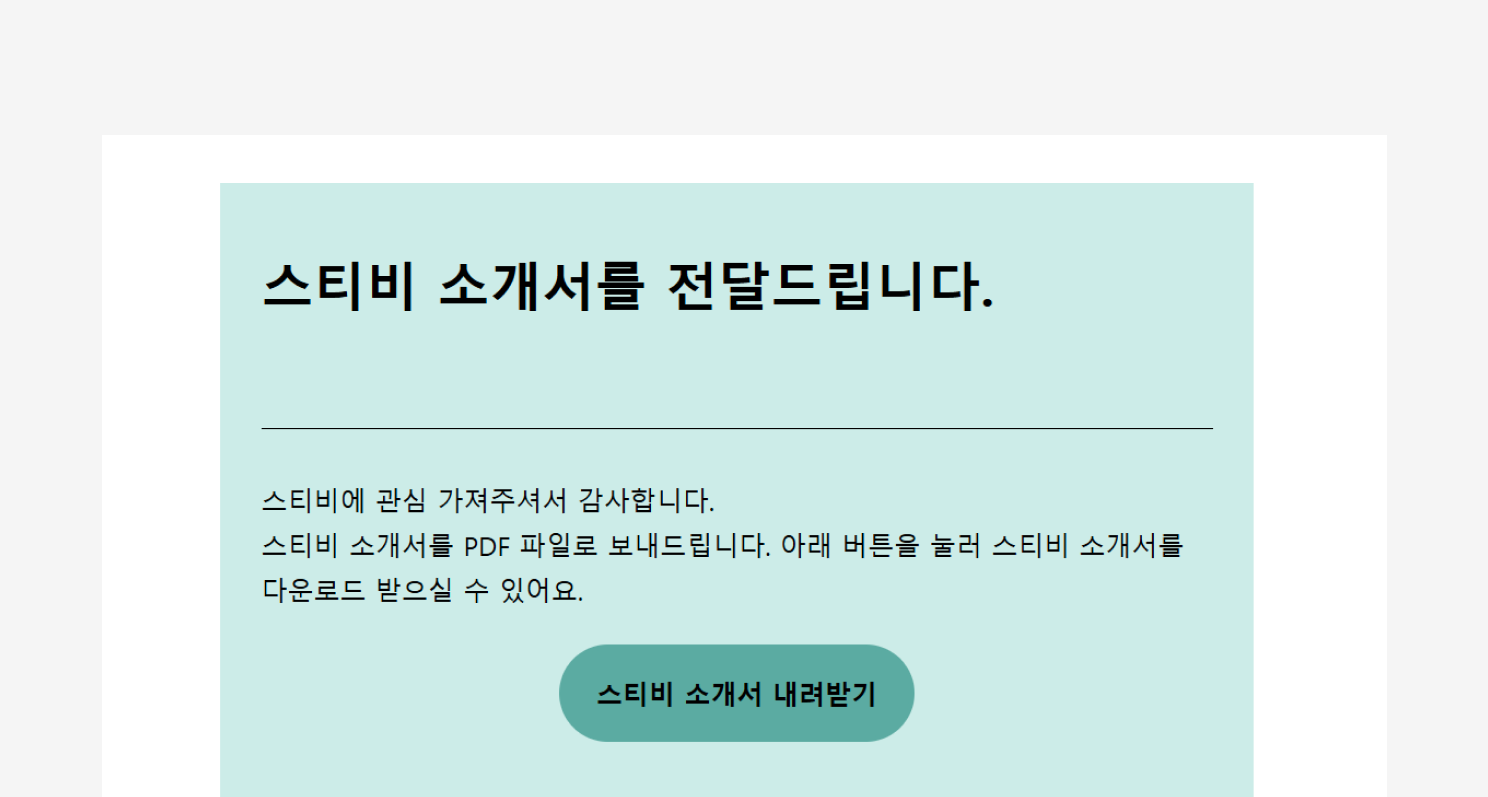 스티비 소개서를 전달드립니다.
스티비에 관심 가져주셔서 감사합니다.
스티비 소개서를 PDF 파일로 보내드립니다. 아래 버튼을 눌러 스티비 소개서를
다운로드 받으실 수 있어요.
스티비 소개서 내려받기